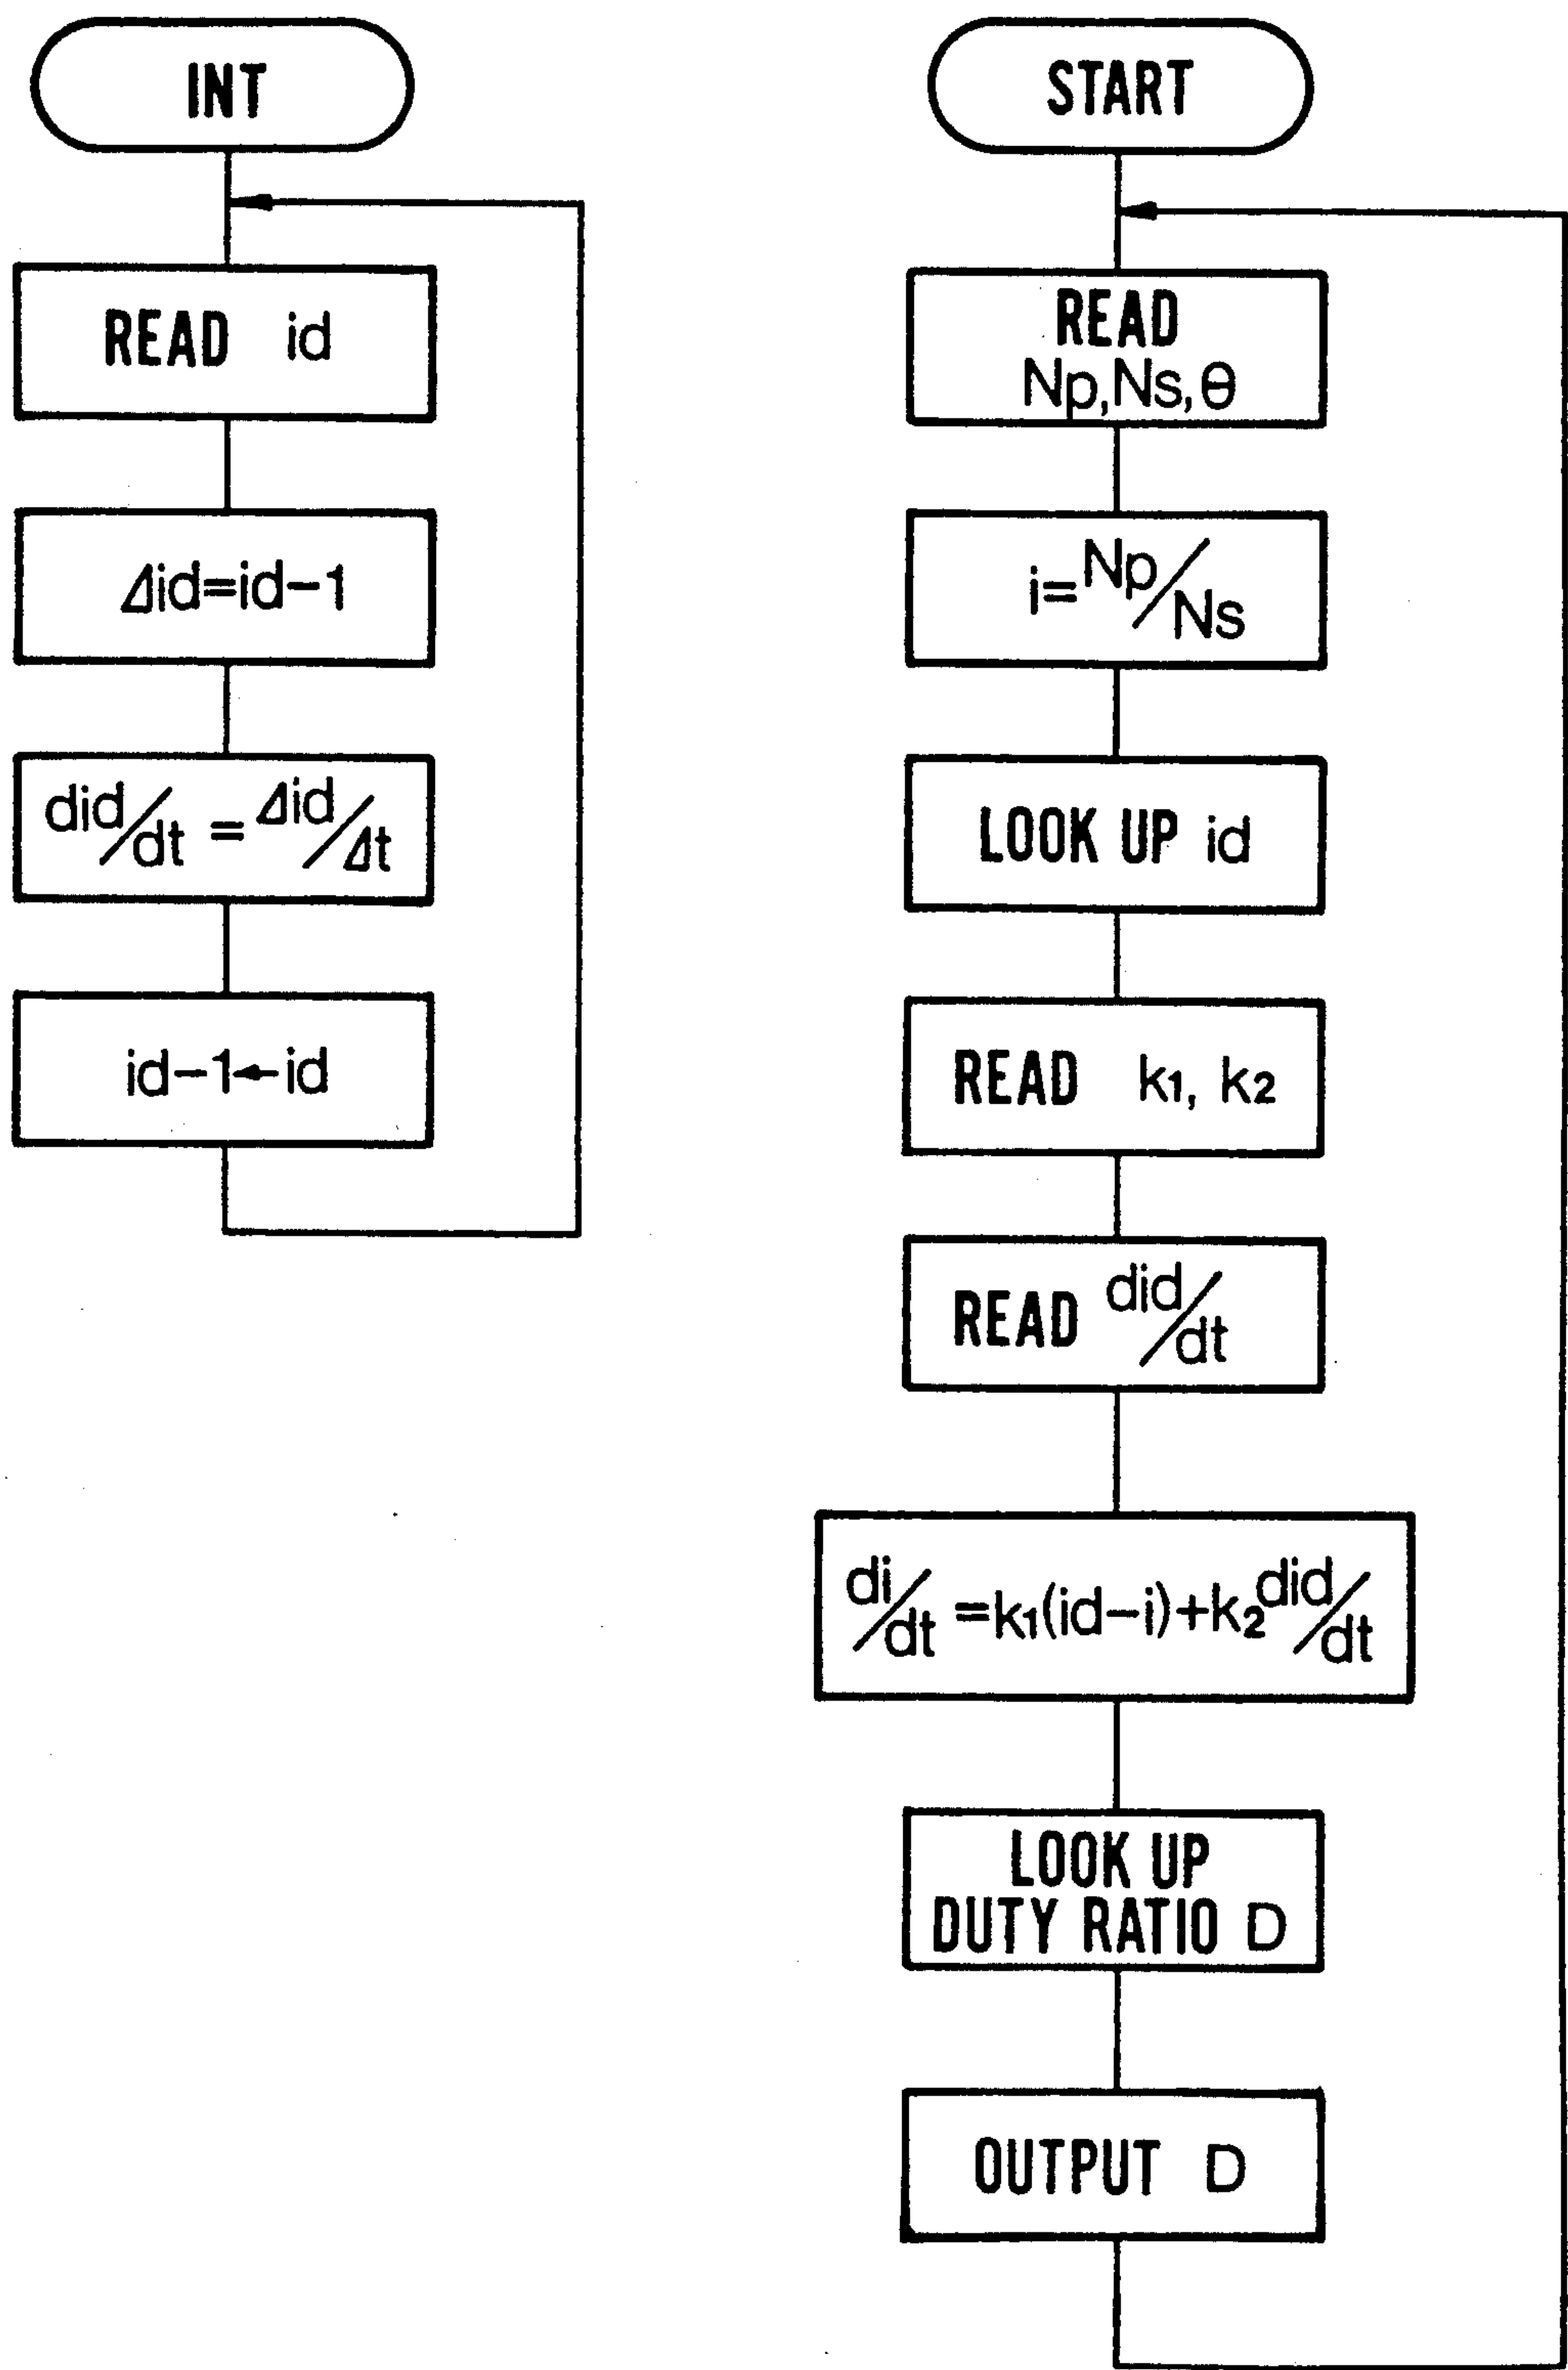 INT
READ id
Δid=id-1
did/dt = Δid/Δt
id-1←id
START
READ
Np, Ns, θ
i=Np/Ns
LOOK UP id
READ k1, k2
READ did/dt
di/dt =k1(id-i)+k2 did/dt
LOOK UP
DUTY RATIO D
OUTPUT D